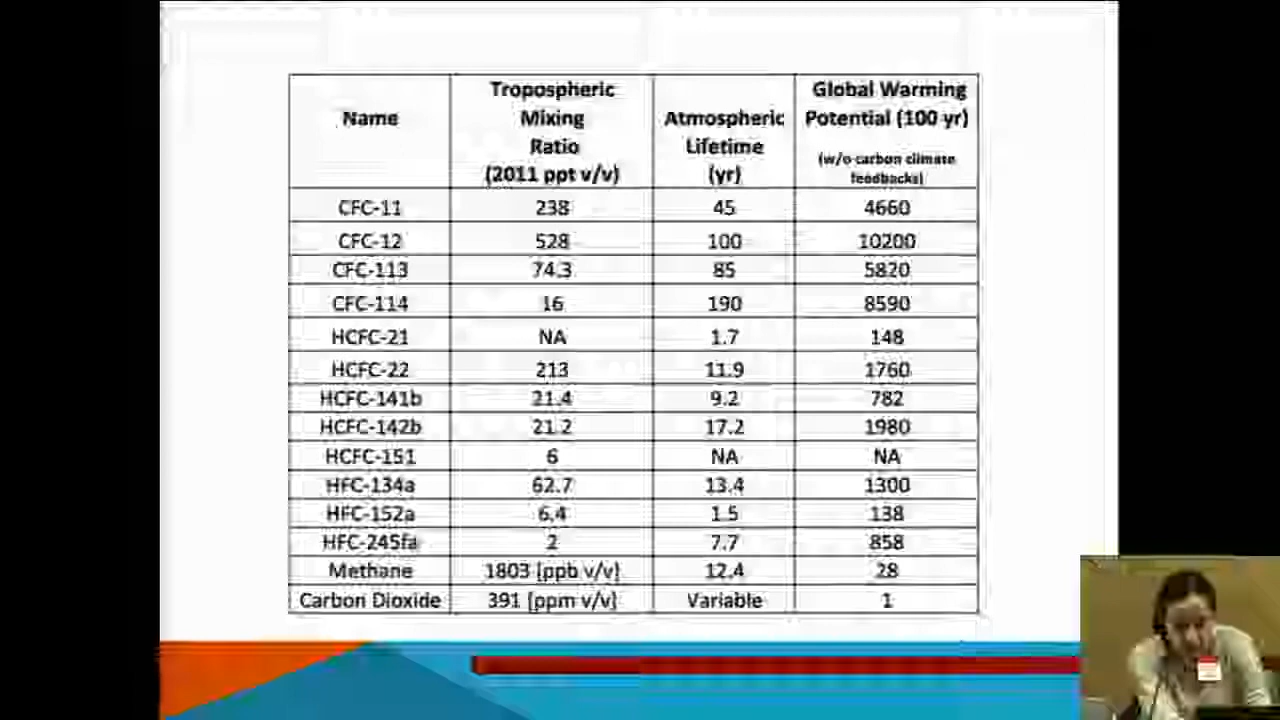 Name Tropospheric Mixing Ratio (2011 ppt v/v) Atmospheric Lifetime (yr) Global Warming Potential (100 yr) (w/o carbon climate feedbacks)
CFC-11 238 45 4660
CFC-12 528 100 10200
CFC-113 74.3 85 5820
CFC-114 16 190 8590
HCFC-21 NA 1.7 148
HCFC-22 213 11.9 1760
HCFC-141b 21.4 9.2 782
HCFC-142b 21.2 17.2 1980
HCFC-151 6 NA NA
HFC-134a 62.7 13.4 1300
HFC-152a 6.4 1.5 138
HFC-245fa 2 7.7 858
Methane 1803 (ppb v/v) 12.4 28
Carbon Dioxide 391 (ppm v/v) Variable 1